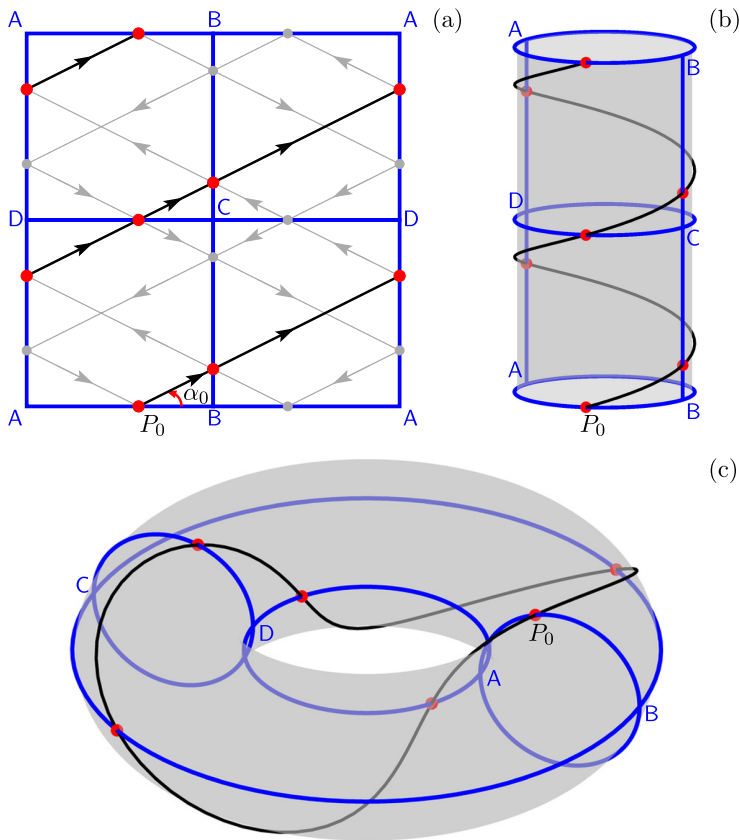 A B A (a)
D C D
α₀
A P₀ B A
(b)
A B
D C
A B
P₀
(c)
C D P₀ A B